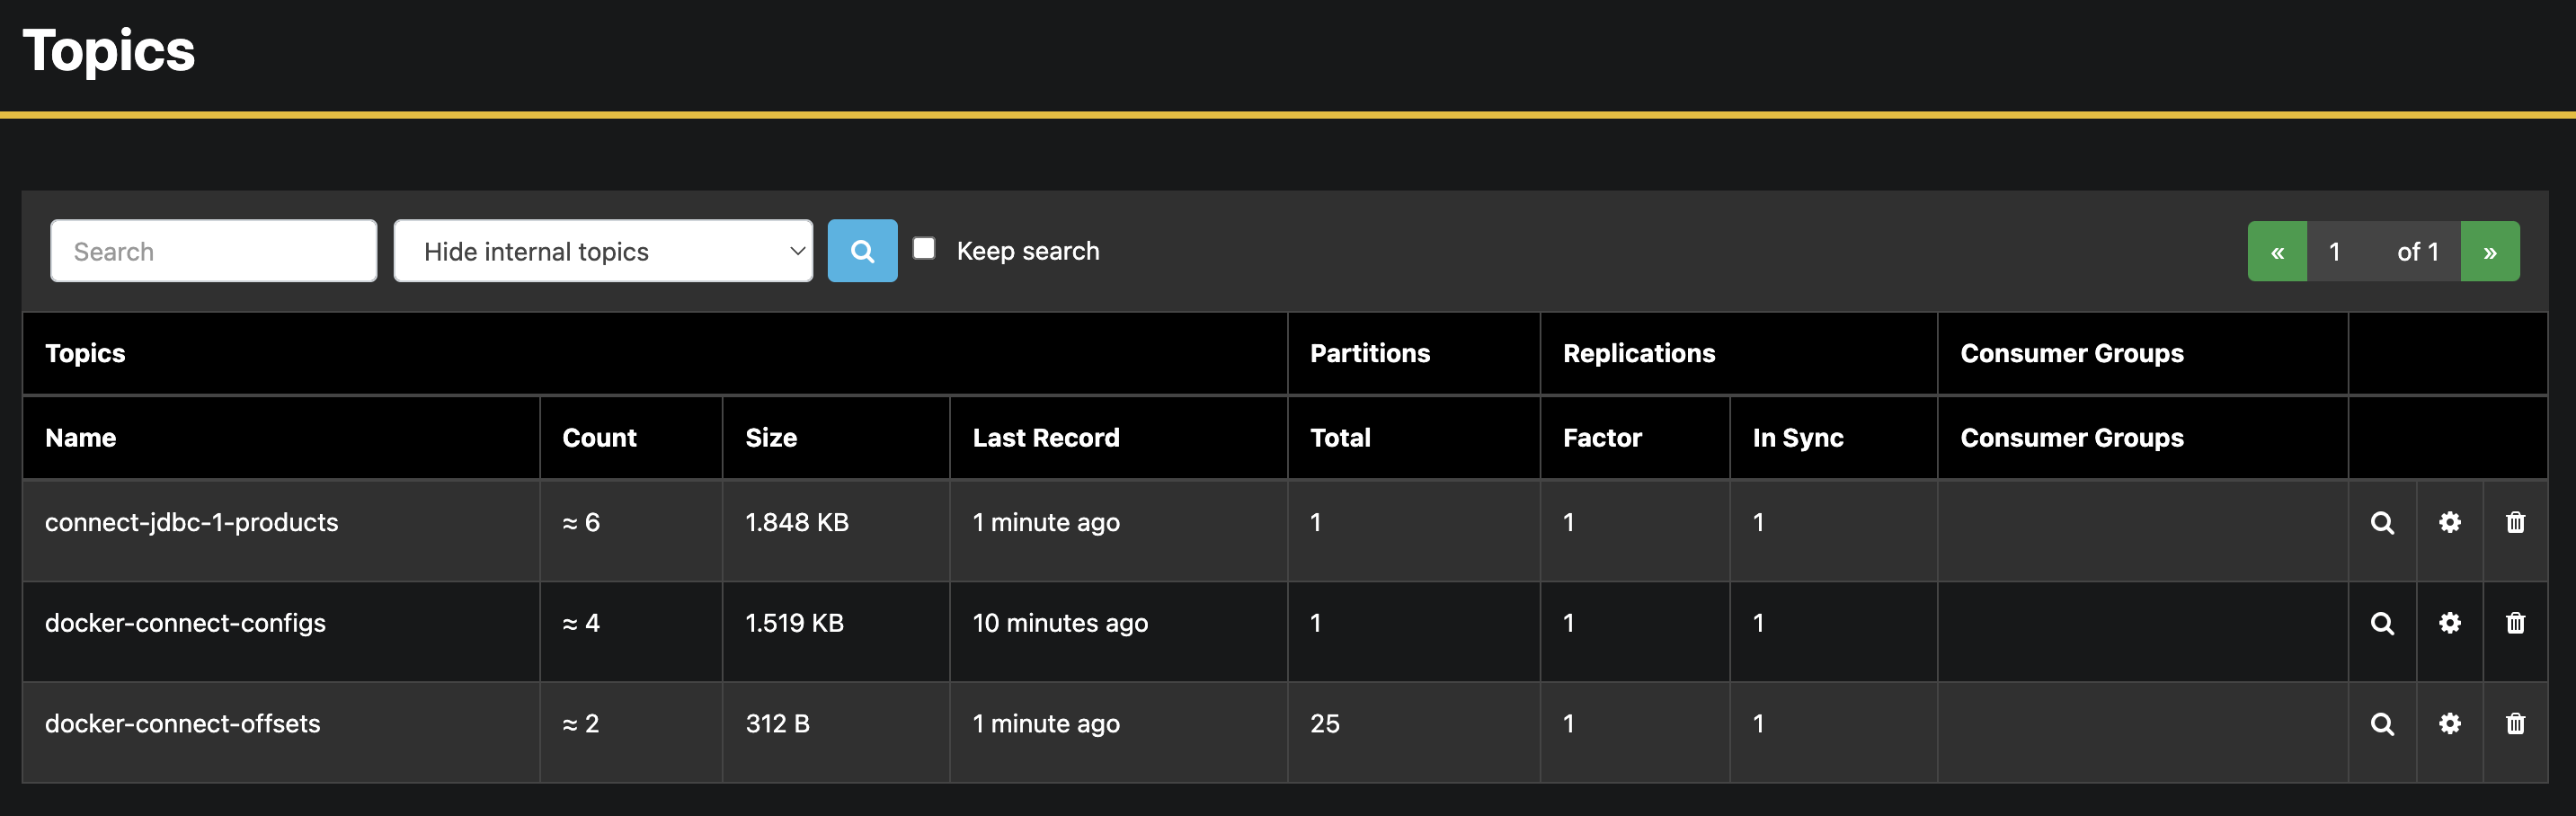 Topics
Search Hide internal topics Keep search « 1 of 1 »
Topics Partitions Replications Consumer Groups
Name Count Size Last Record Total Factor In Sync Consumer Groups
connect-jdbc-1-products ≈ 6 1.848 KB 1 minute ago 1 1 1
docker-connect-configs ≈ 4 1.519 KB 10 minutes ago 1 1 1
docker-connect-offsets ≈ 2 312 B 1 minute ago 25 1 1